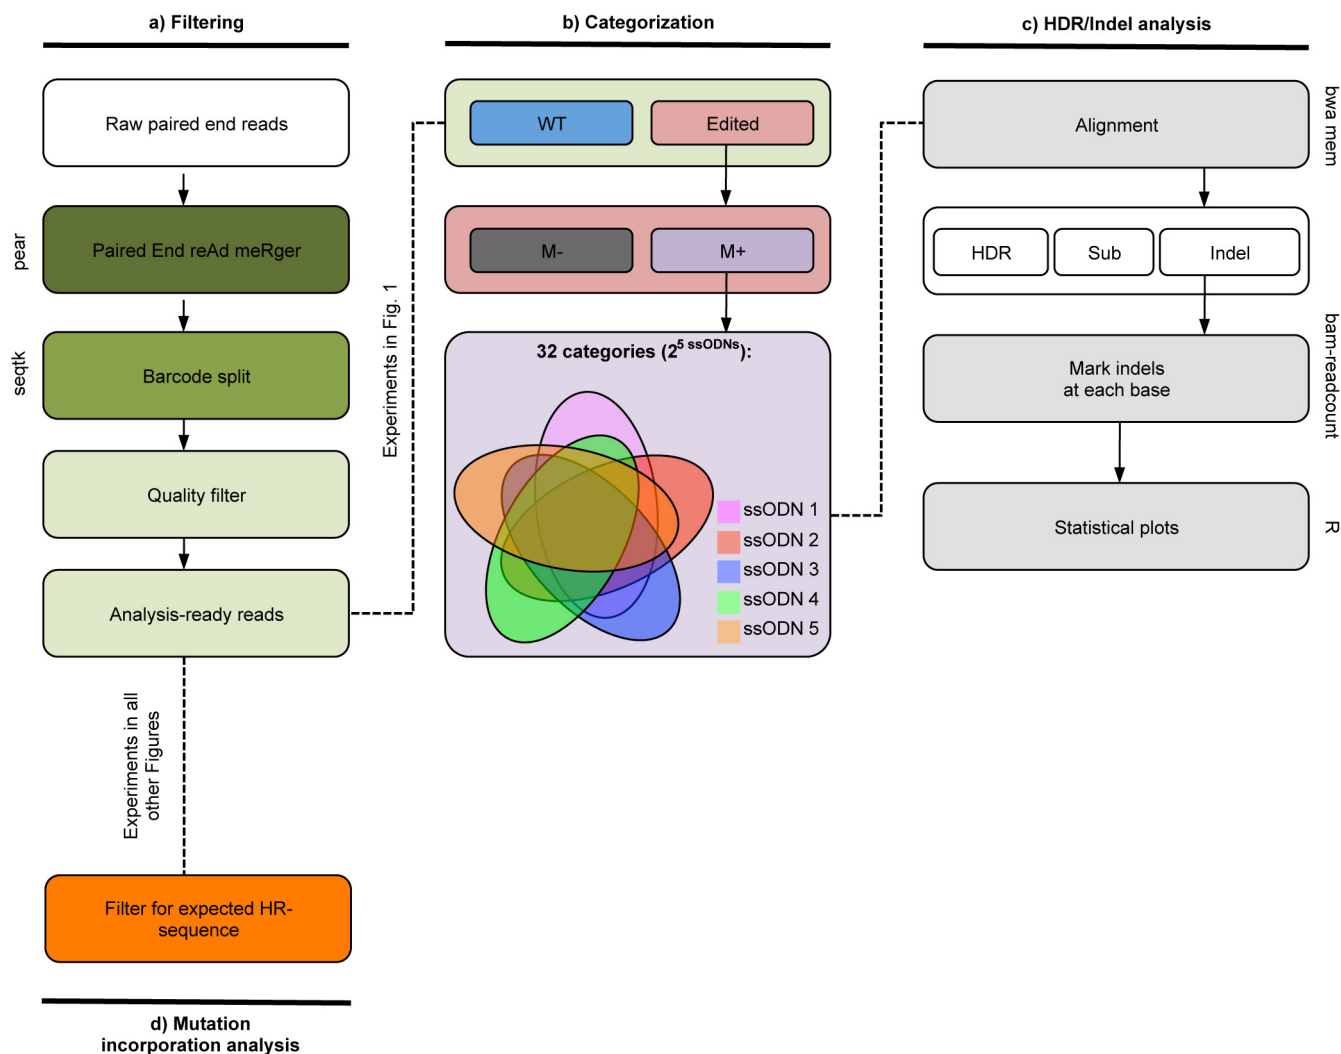 a) Filtering
Raw paired end reads
pear
Paired End reAd meRger
seqtk
Barcode split
Quality filter
Analysis-ready reads
Experiments in all
other Figures
Filter for expected HR-
sequence
d) Mutation
incorporation analysis
Experiments in Fig. 1
b) Categorization
WT
Edited
M-
M+
32 categories (2^5 ssODNs):
ssODN 1
ssODN 2
ssODN 3
ssODN 4
ssODN 5
c) HDR/Indel analysis
Alignment
bwa mem
HDR
Sub
Indel
Mark indels
at each base
bam-readcount
Statistical plots
R